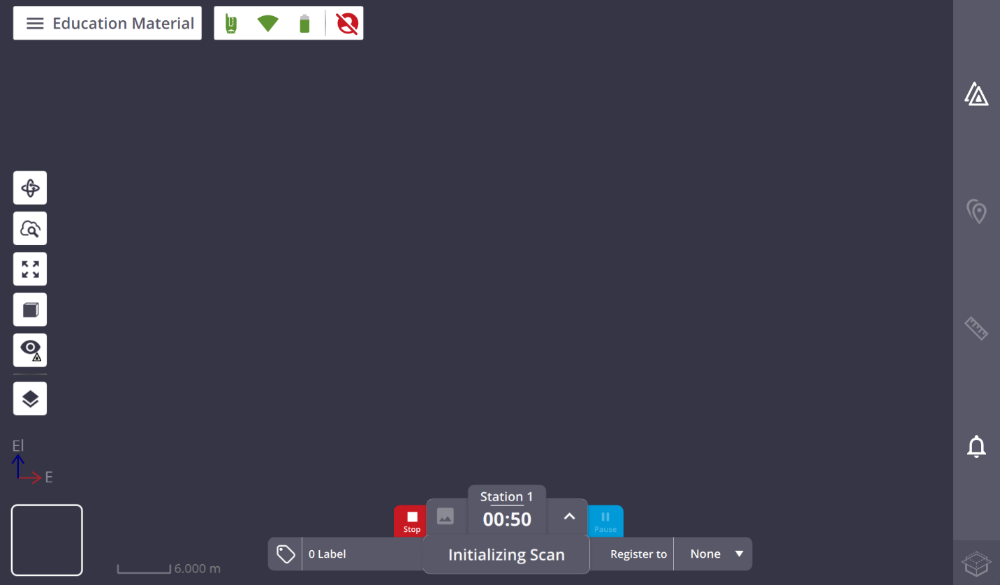 Education Material
El
E
6.000 m
Station 1
00:50
Stop
Pause
0 Label
Initializing Scan
Register to
None